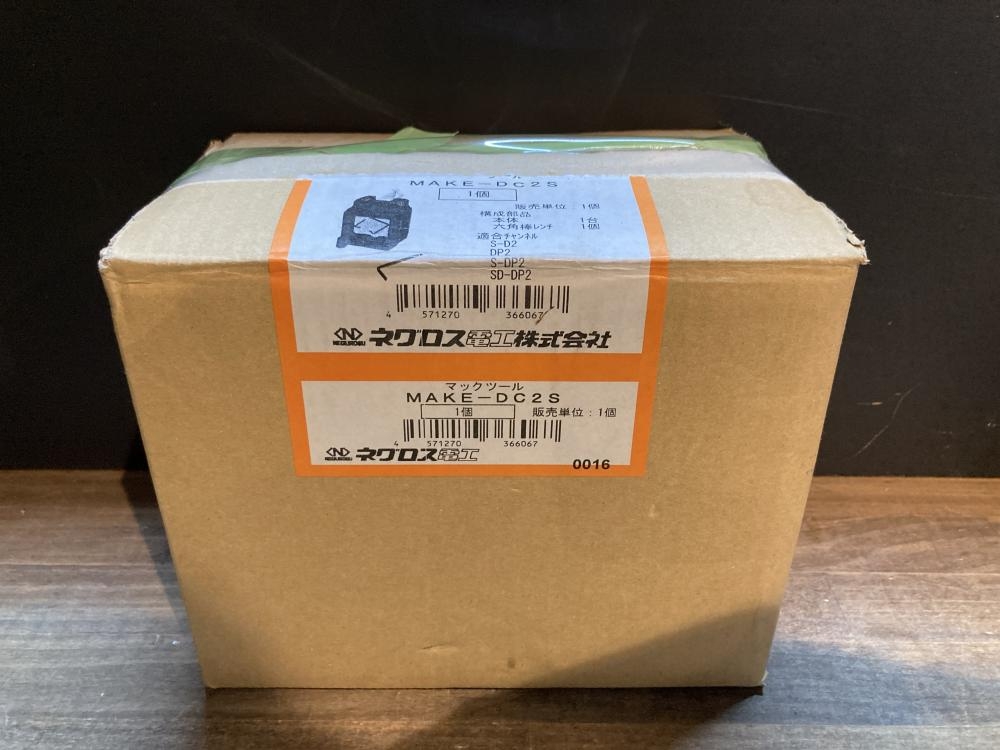 MAKE-DC2S
1個
販売単位:1個
構成部品
本体 1台
六角棒レンチ 1個
適合チャンネル
S-D2
DP2
S-DP2
SD-DP2
4 571270 366067
ネグロス電工株式会社
マックツール
MAKE-DC2S
1個 販売単位:1個
4 571270 366067
ネグロス電工
0016